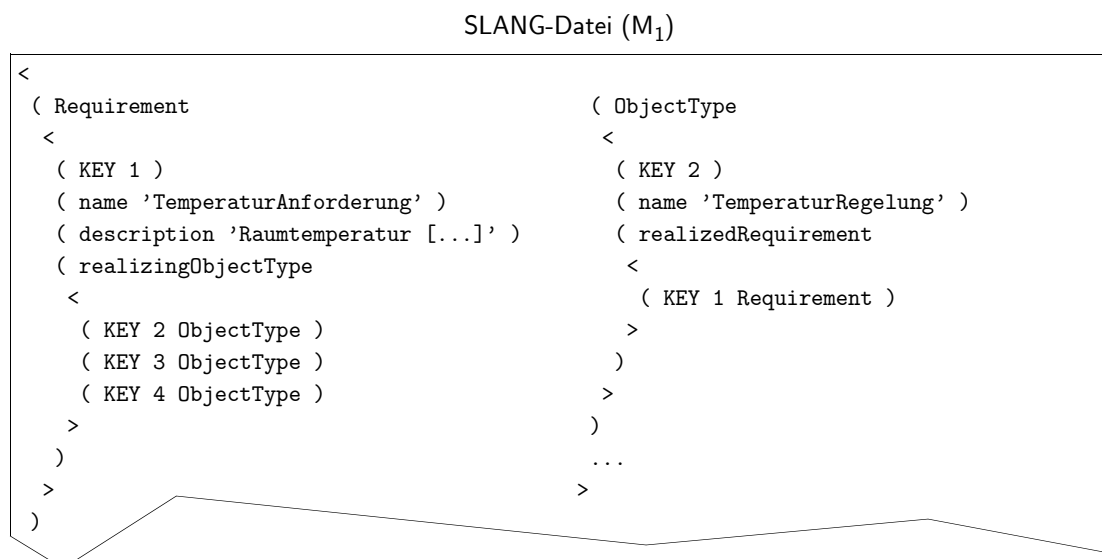 SLANG-Datei (M1)
<
( Requirement
<
( KEY 1 )
( name ’TemperaturAnforderung’ )
( description ’Raumtemperatur [...]’ )
( realizingObjectType
<
( KEY 2 ObjectType )
( KEY 3 ObjectType )
( KEY 4 ObjectType )
>
)
>
)
( ObjectType
<
( KEY 2 )
( name ’TemperaturRegelung’ )
( realizedRequirement
<
( KEY 1 Requirement )
>
)
>
)
...
>